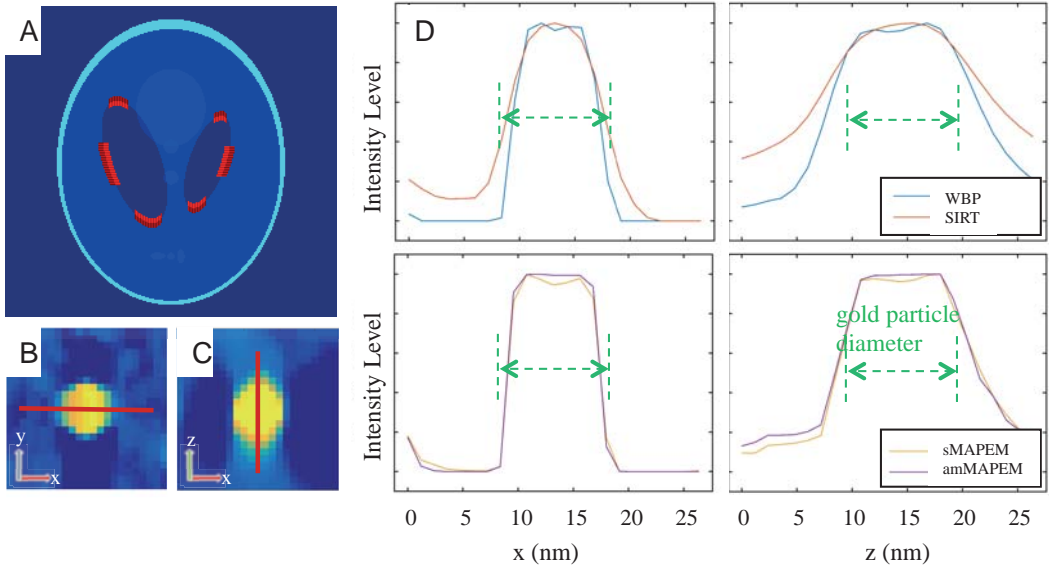 A
D
Intensity Level
WBP
SIRT
B
C
y
x
z
x
Intensity Level
gold particle
diameter
sMAPEM
amMAPEM
0 5 10 15 20 25
x (nm)
0 5 10 15 20 25
z (nm)